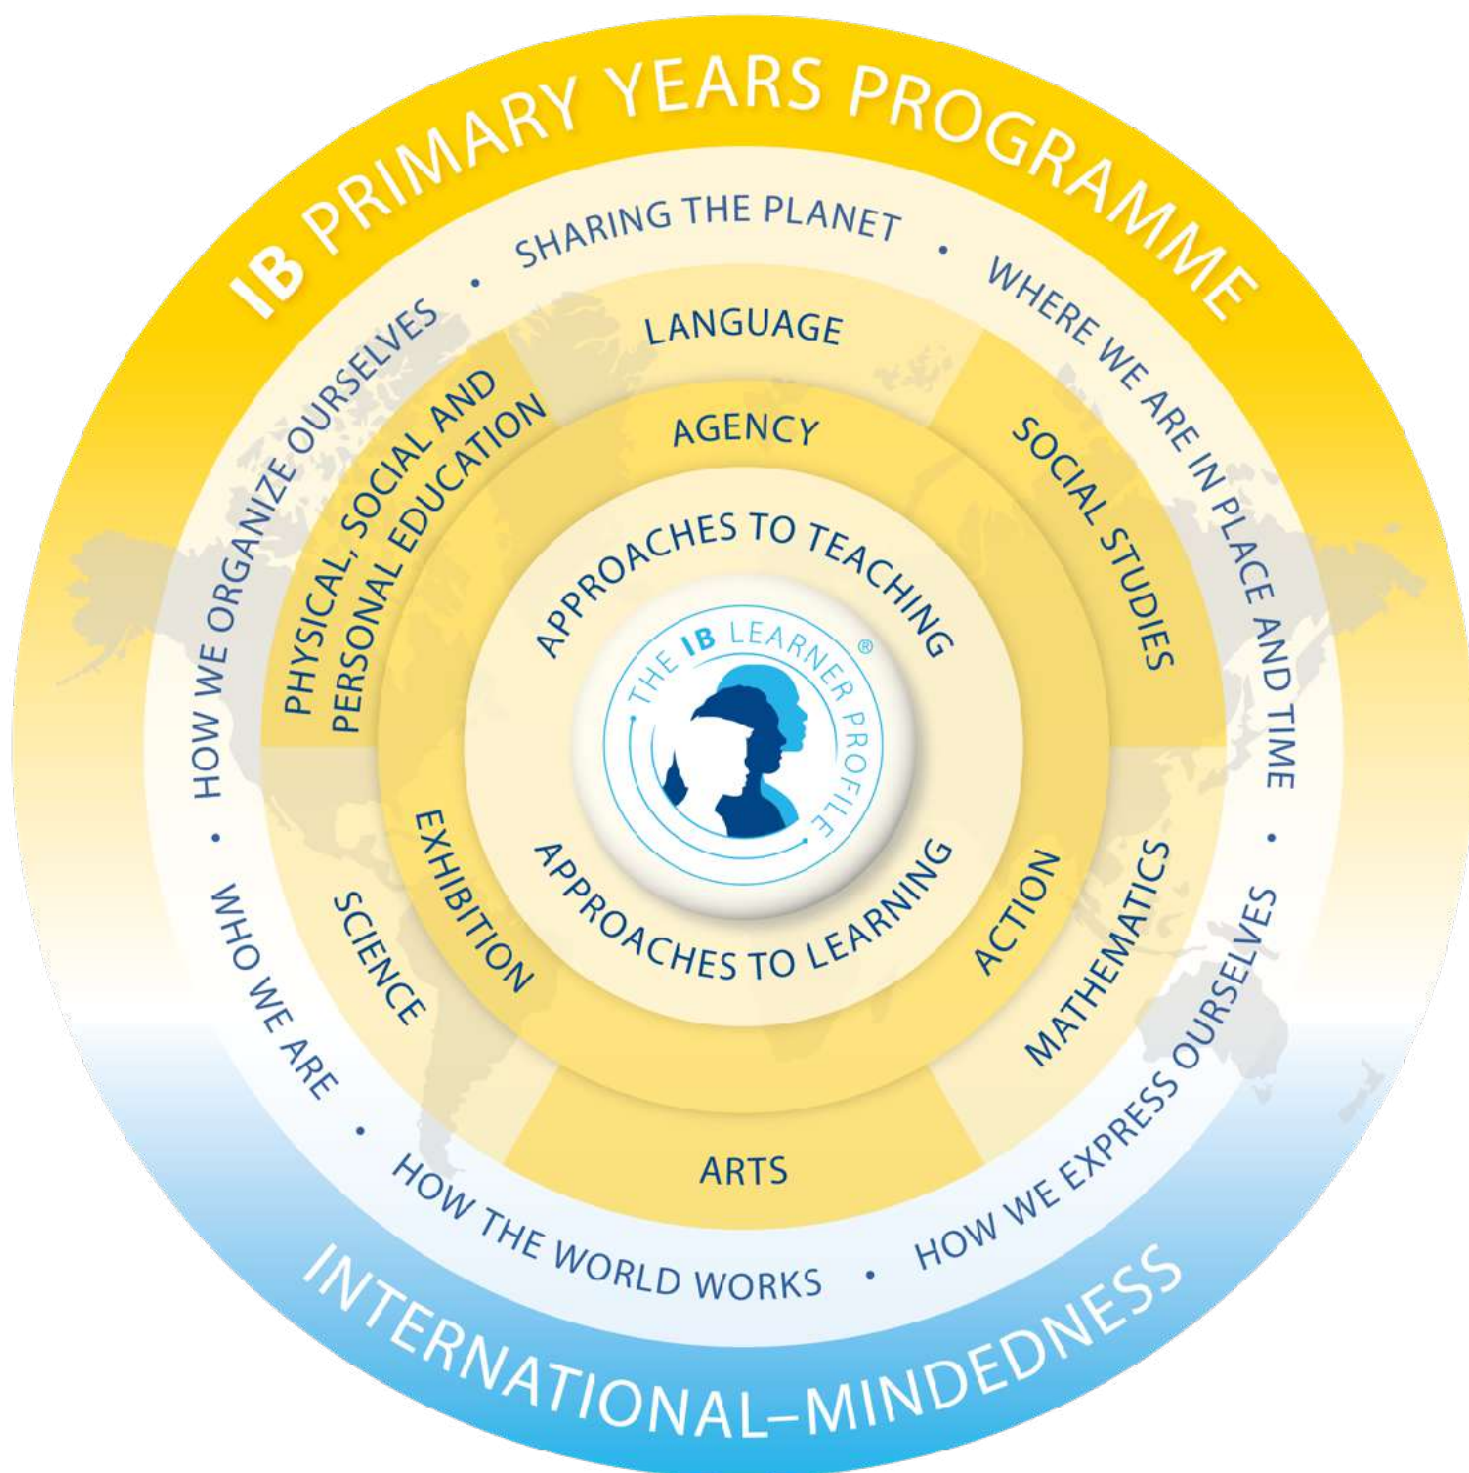 IB PRIMARY YEARS PROGRAMME
SHARING THE PLANET
•
WHERE WE ARE IN PLACE AND TIME
•
HOW WE EXPRESS OURSELVES
•
HOW THE WORLD WORKS
•
WHO WE ARE
•
HOW WE ORGANIZE OURSELVES
•
LANGUAGE
SOCIAL STUDIES
MATHEMATICS
ARTS
SCIENCE
PHYSICAL, SOCIAL AND
PERSONAL EDUCATION
AGENCY
ACTION
EXHIBITION
APPROACHES TO TEACHING
APPROACHES TO LEARNING
THE IB LEARNER PROFILE
®
INTERNATIONAL–MINDEDNESS